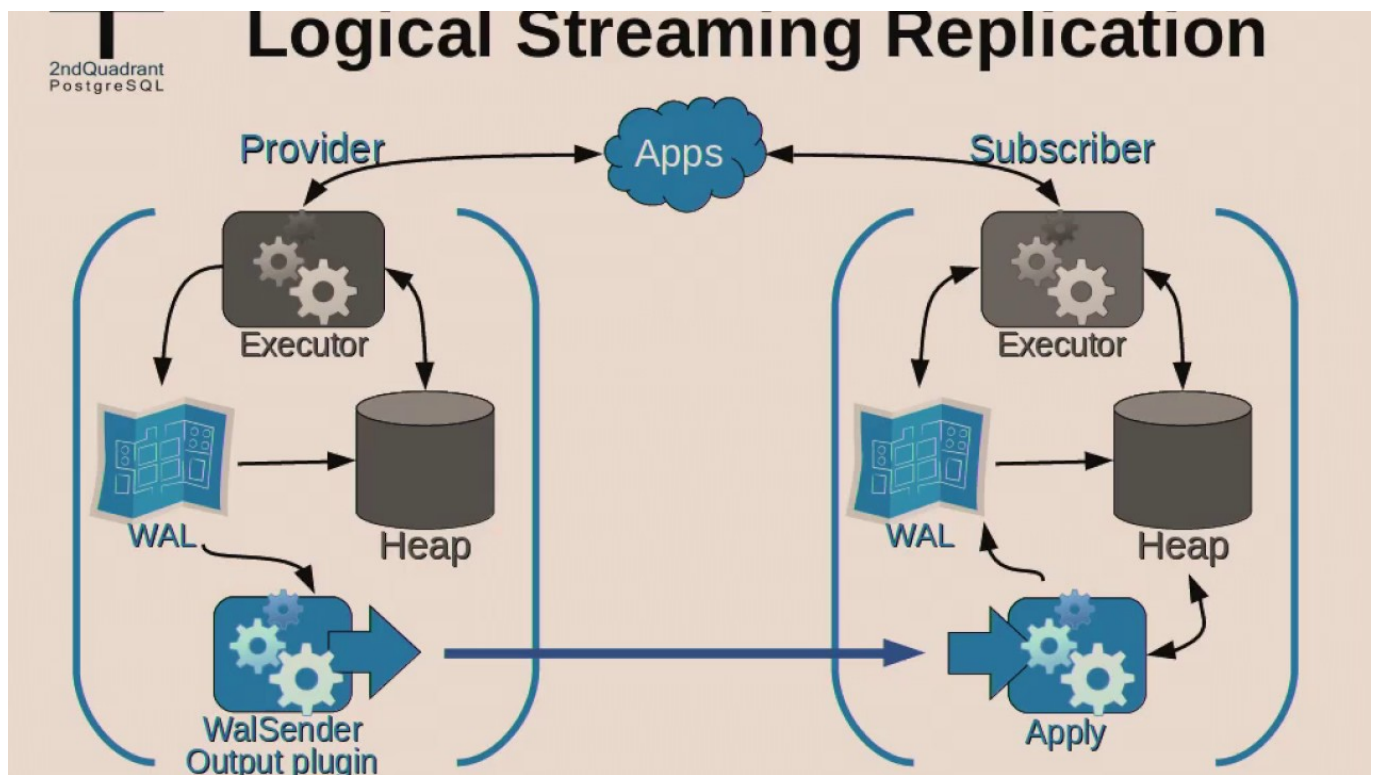 Logical Streaming Replication
2ndQuadrant
PostgreSQL
Provider
Apps
Subscriber
Executor
Executor
WAL
Heap
WAL
Heap
WalSender
Output plugin
Apply